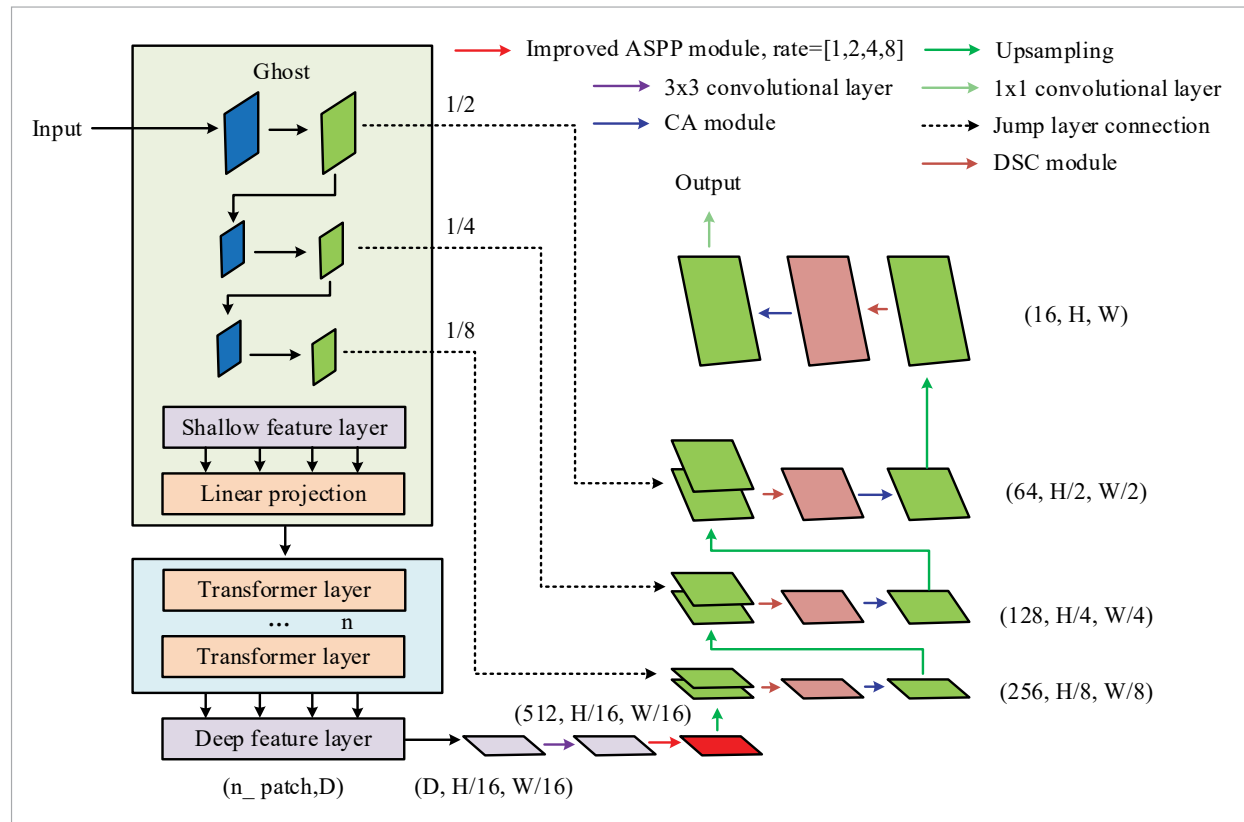 Improved ASPP module, rate=[1,2,4,8]
3x3 convolutional layer
CA module
Upsampling
1x1 convolutional layer
Jump layer connection
DSC module
Ghost
Input
1/2
1/4
1/8
Shallow feature layer
Linear projection
Transformer layer
... n
Transformer layer
Deep feature layer
(n_ patch,D)
(D, H/16, W/16)
(512, H/16, W/16)
Output
(16, H, W)
(64, H/2, W/2)
(128, H/4, W/4)
(256, H/8, W/8)